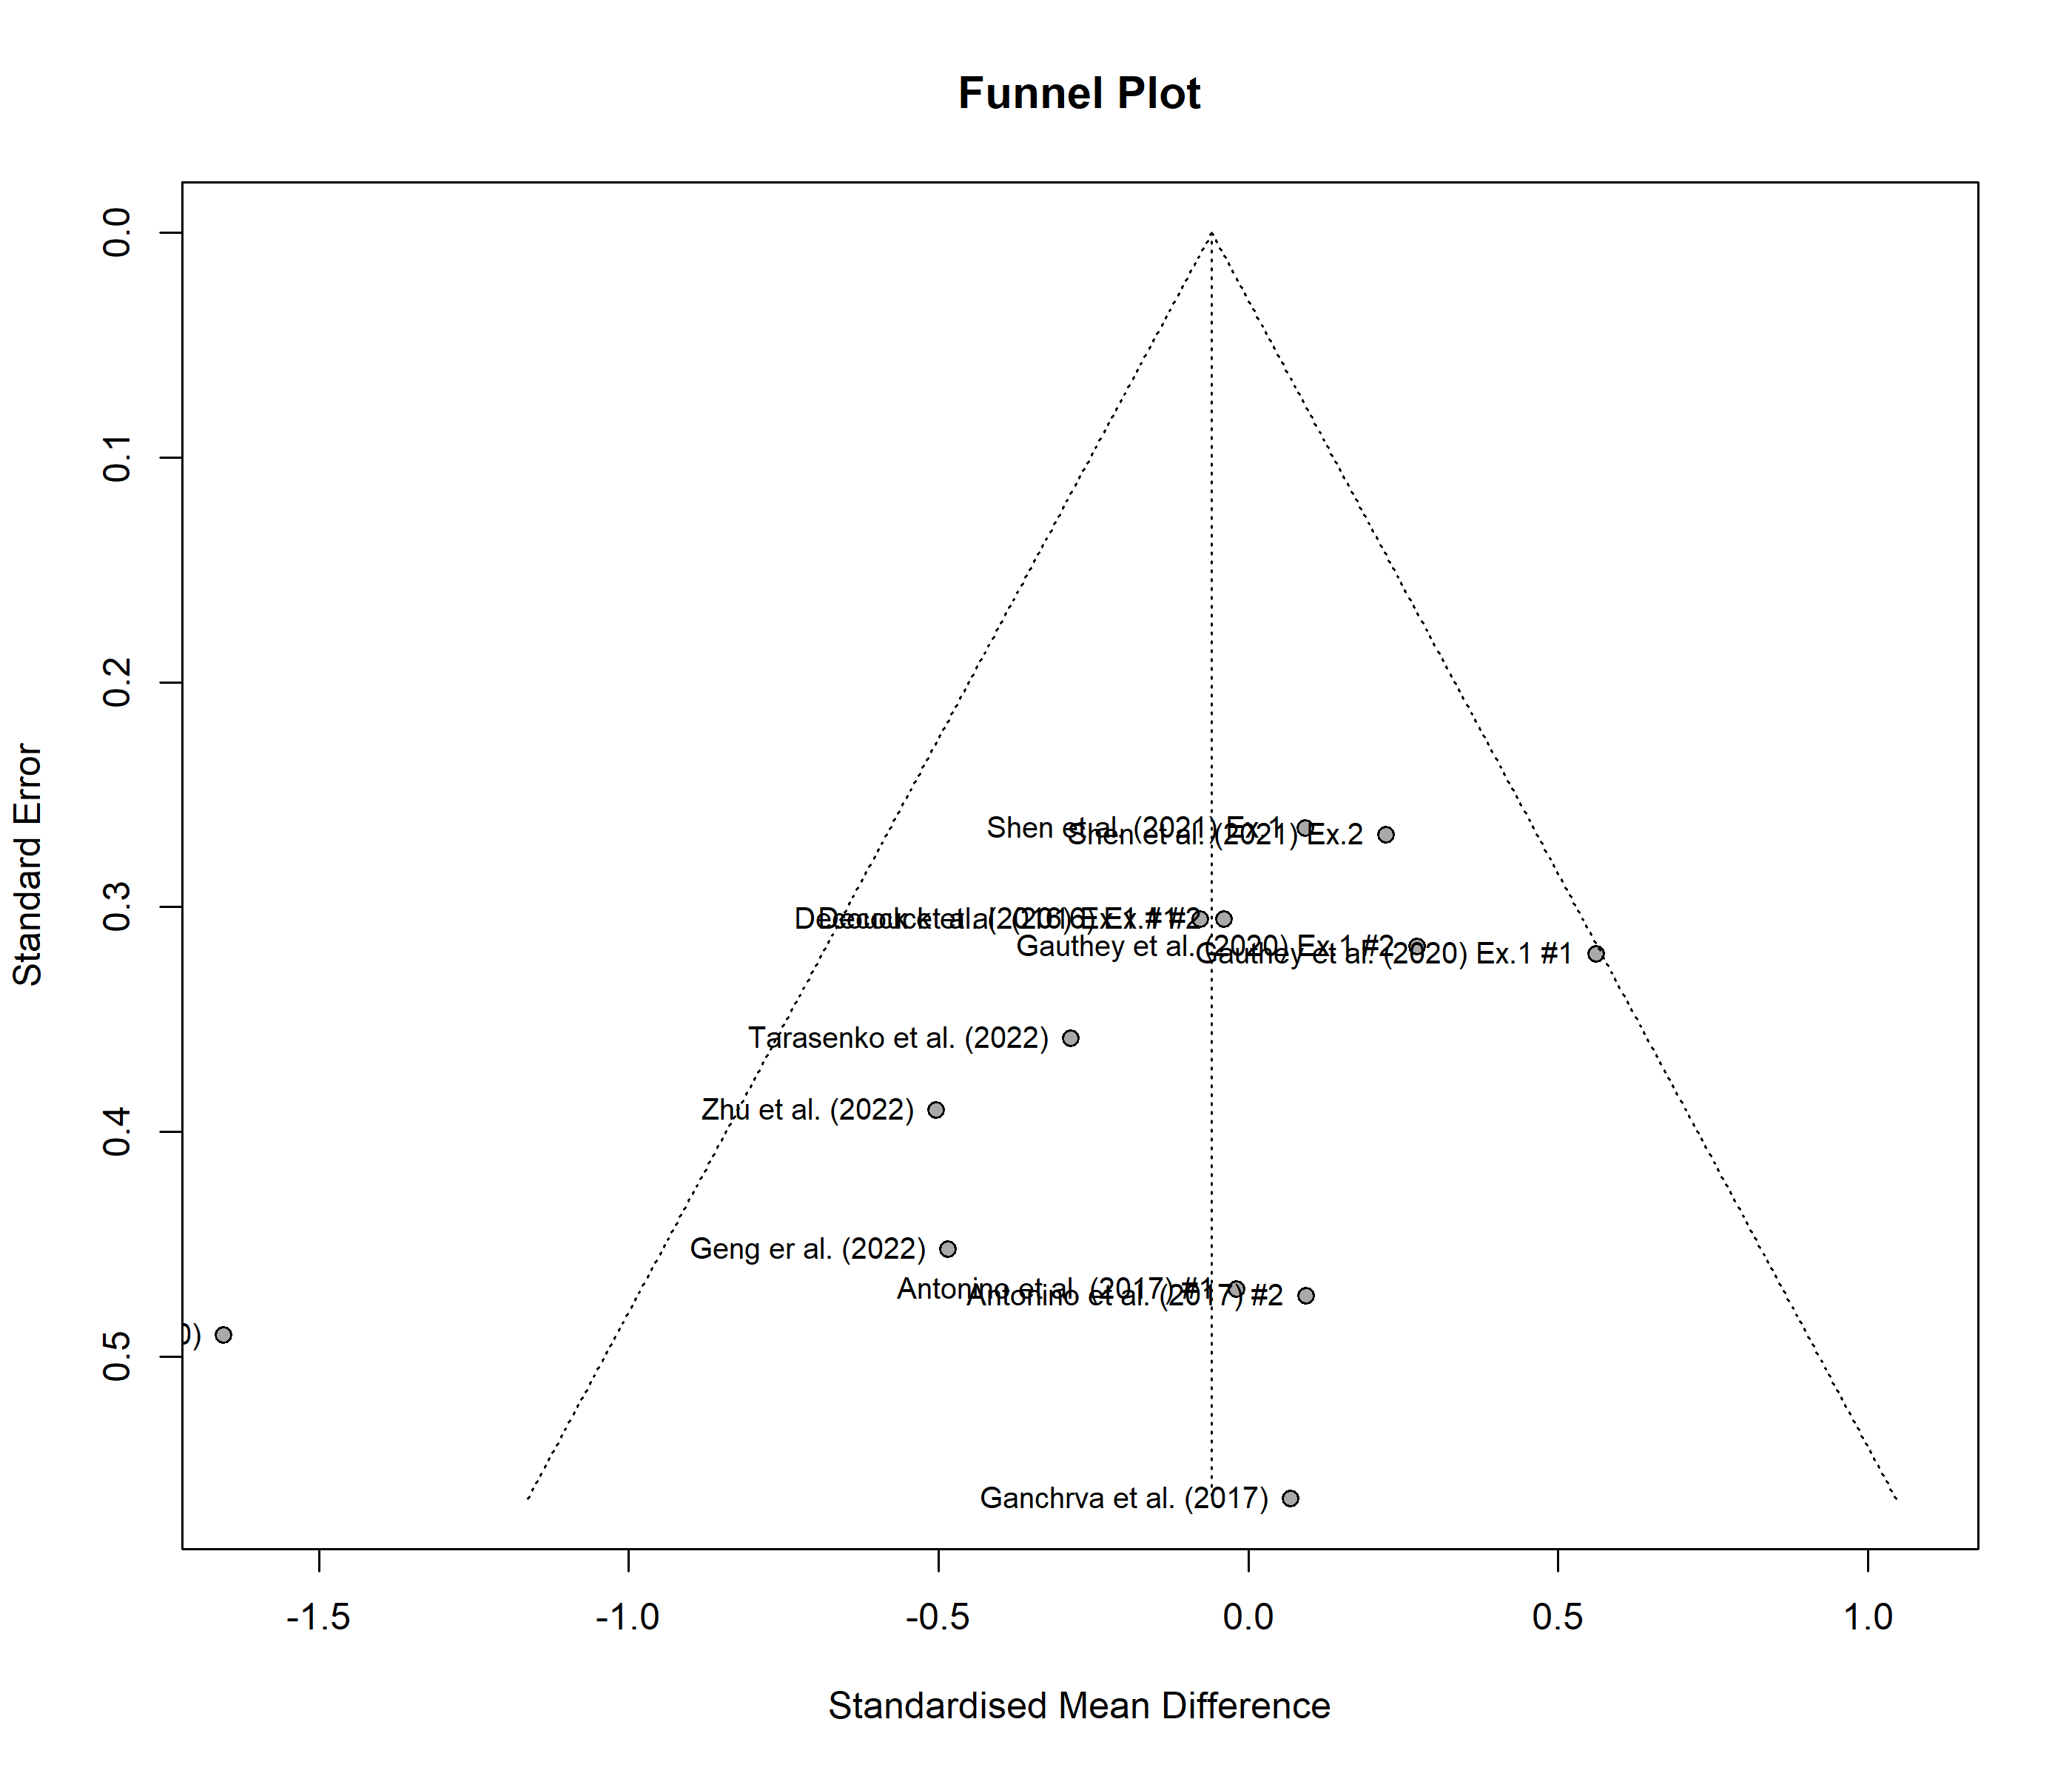 Funnel Plot
0.0
0.1
0.2
0.3
0.4
0.5
Standard Error
Shen et al. (2021) Ex.1
Shen et al. (2021) Ex.2
Gauthey et al. (2020) Ex.1 #2
Gauthey et al. (2020) Ex.1 #1
Tarasenko et al. (2022)
Zhu et al. (2022)
Geng er al. (2022)
Antonino et al. (2017) #1
Antonino et al. (2017) #2
0)
Ganchrva et al. (2017)
-1.5 -1.0 -0.5 0.0 0.5 1.0
Standardised Mean Difference